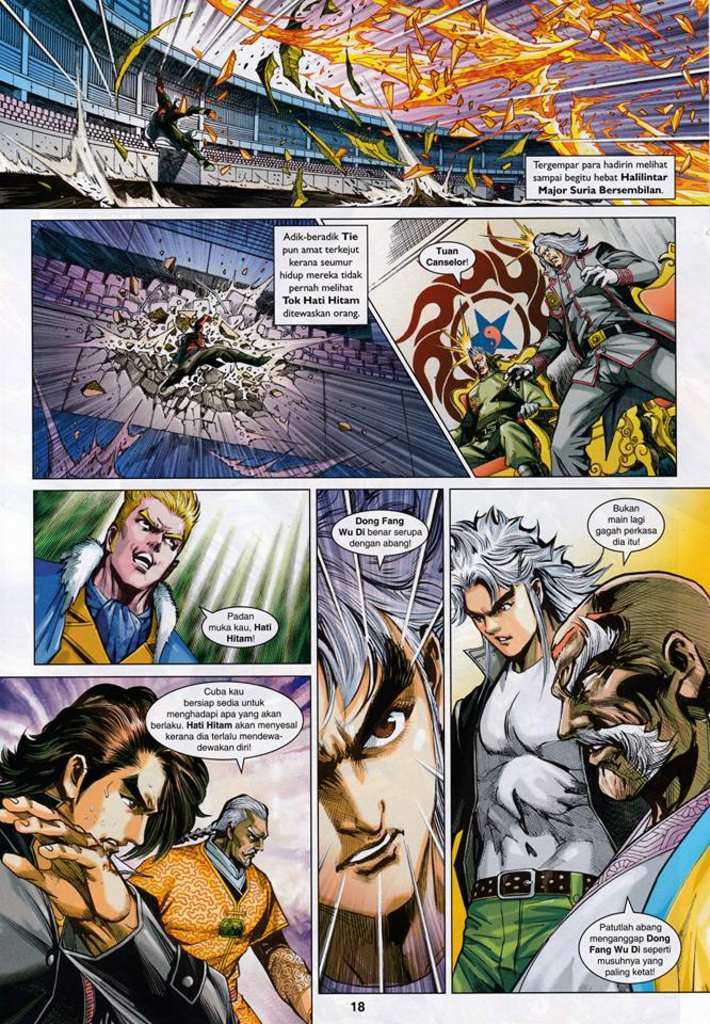 Tergempar para hadirin melihat
sampai begitu hebat Halilintar
Major Suria Bersembilan.
Adik-beradik Tie
pun amat terkejut
kerana seumur
hidup mereka tidak
pernah melihat
Tok Hati Hitam
ditewaskan orang.
Tuan
Canselor!
Padan
muka kau, Hati
Hitam!
Cuba kau
bersiap sedia untuk
menghadapi apa yang akan
berlaku. Hati Hitam akan menyesal
kerana dia terlalu mendewa-
dewakan diri!
Dong Fang
Wu Di benar serupa
dengan abang!
Bukan
main lagi
gagah perkasa
dia itu!
Patutlah abang
menganggap Dong
Fang Wu Di seperti
musuhnya yang
paling ketat!
18